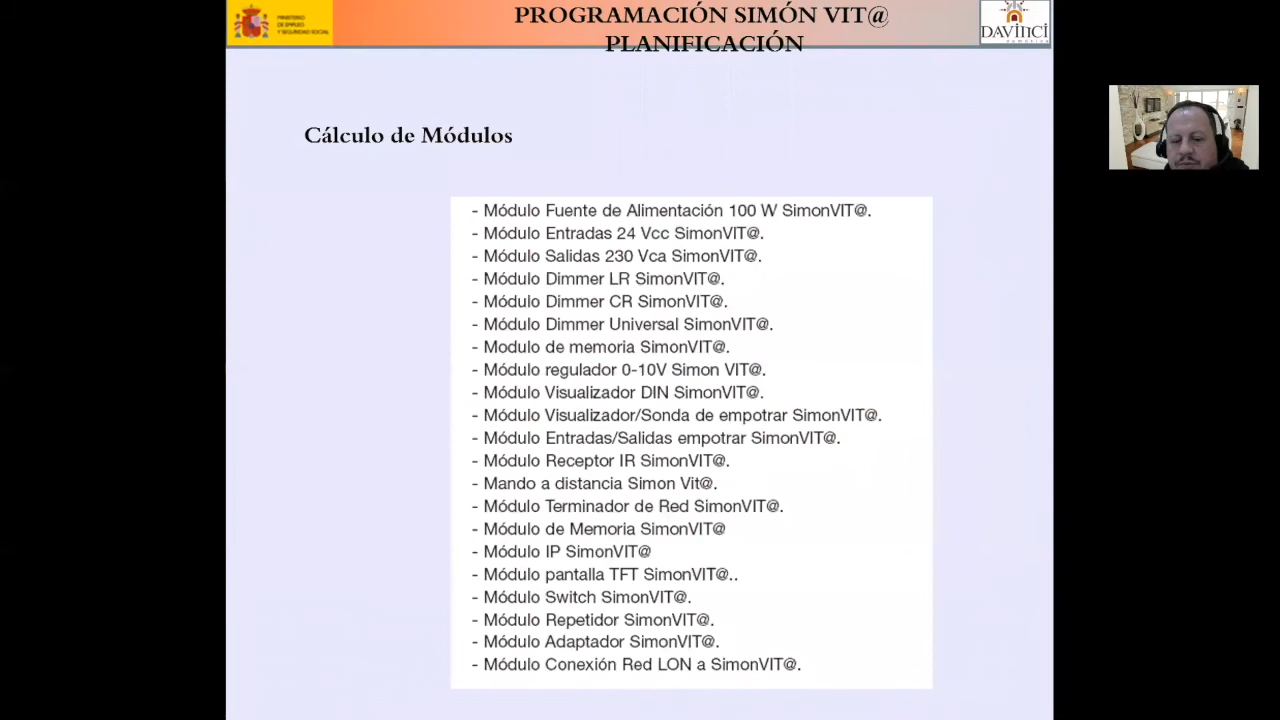 MINISTERIO
DE EMPLEO
Y SEGURIDAD SOCIAL
PROGRAMACIÓN SIMÓN VIT@
PLANIFICACIÓN
DAVINCI
Cálculo de Módulos
- Módulo Fuente de Alimentación 100 W SimonVIT@.
- Módulo Entradas 24 Vcc SimonVIT@.
- Módulo Salidas 230 Vca SimonVIT@.
- Módulo Dimmer LR SimonVIT@.
- Módulo Dimmer CR SimonVIT@.
- Módulo Dimmer Universal SimonVIT@.
- Modulo de memoria SimonVIT@.
- Módulo regulador 0-10V Simon VIT@.
- Módulo Visualizador DIN SimonVIT@.
- Módulo Visualizador/Sonda de empotrar SimonVIT@.
- Módulo Entradas/Salidas empotrar SimonVIT@.
- Módulo Receptor IR SimonVIT@.
- Mando a distancia Simon Vit@.
- Módulo Terminador de Red SimonVIT@.
- Módulo de Memoria SimonVIT@
- Módulo IP SimonVIT@
- Módulo pantalla TFT SimonVIT@..
- Módulo Switch SimonVIT@.
- Módulo Repetidor SimonVIT@.
- Módulo Adaptador SimonVIT@.
- Módulo Conexión Red LON a SimonVIT@.